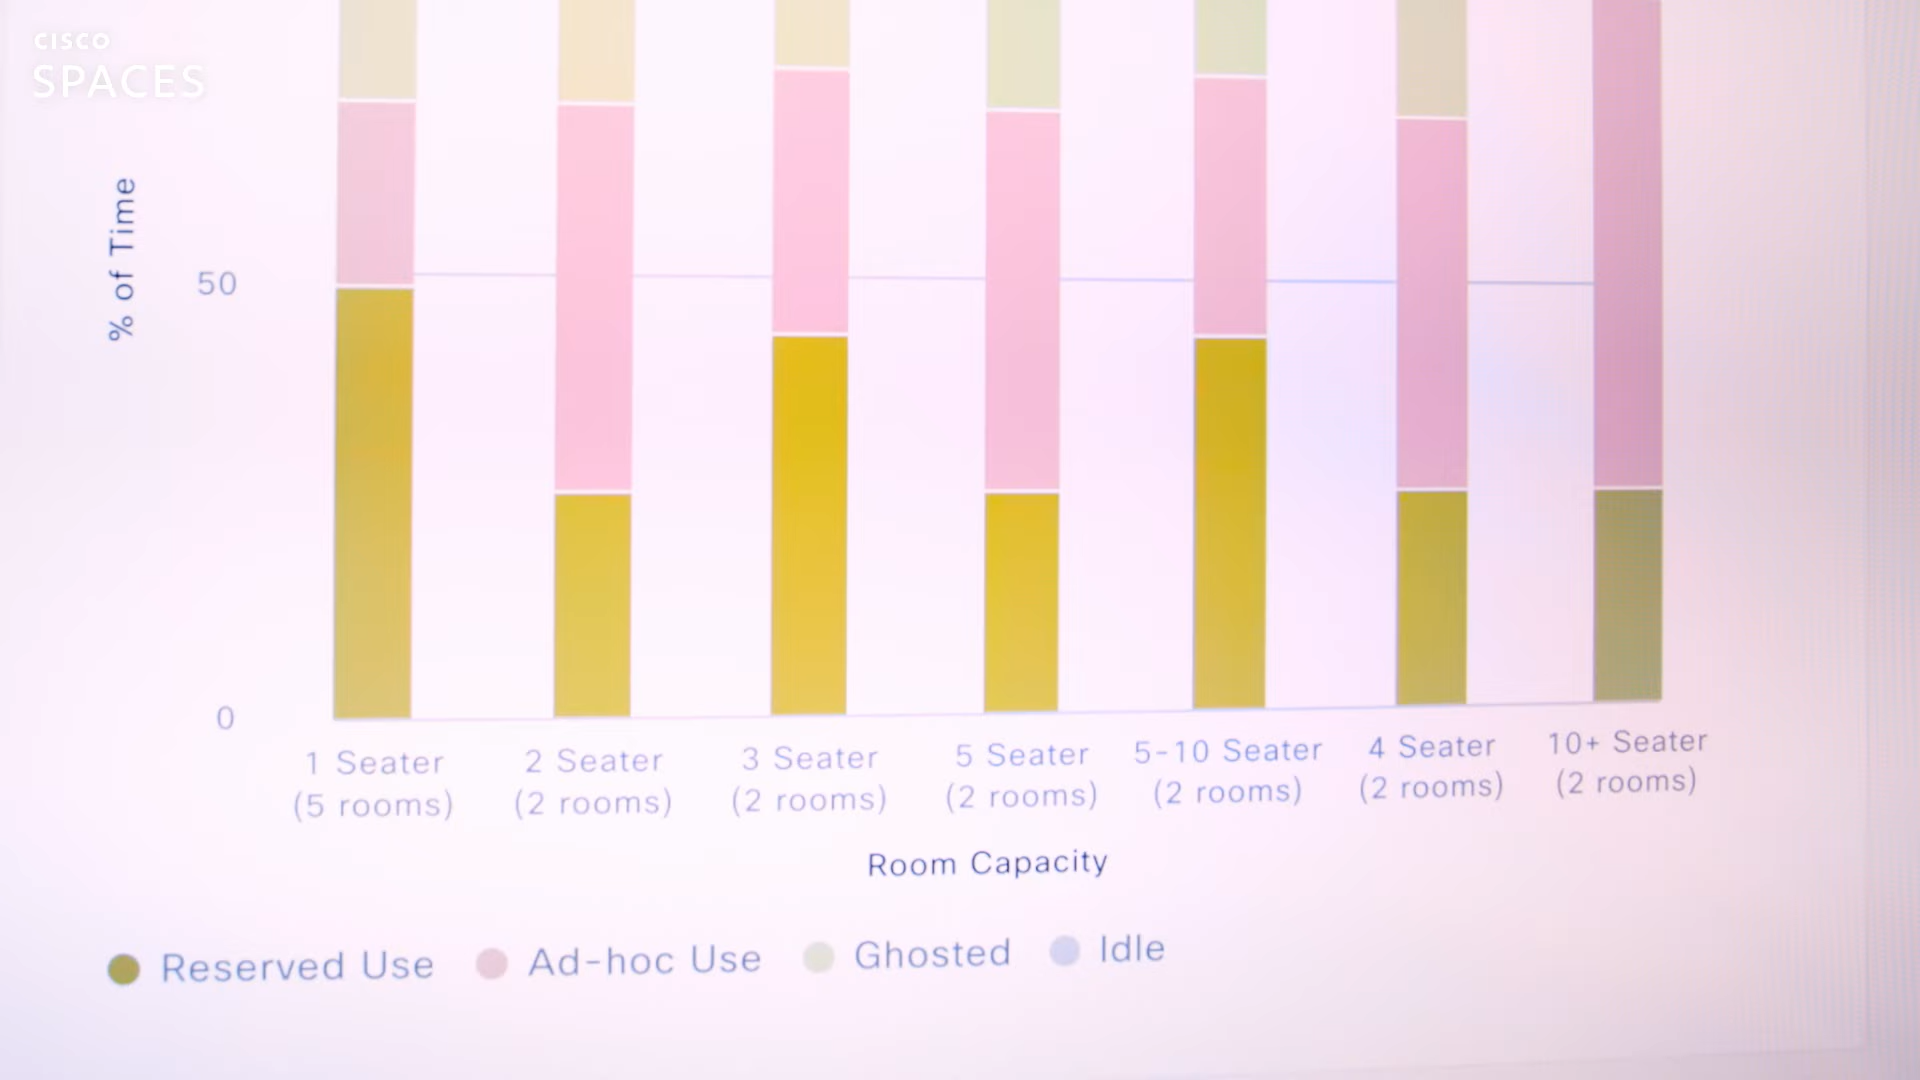 CISCO
SPACES
% of Time
50
0
1 Seater
(5 rooms)
2 Seater
(2 rooms)
3 Seater
(2 rooms)
5 Seater
(2 rooms)
5-10 Seater
(2 rooms)
4 Seater
(2 rooms)
10+ Seater
(2 rooms)
Room Capacity
Reserved Use
Ad-hoc Use
Ghosted
Idle